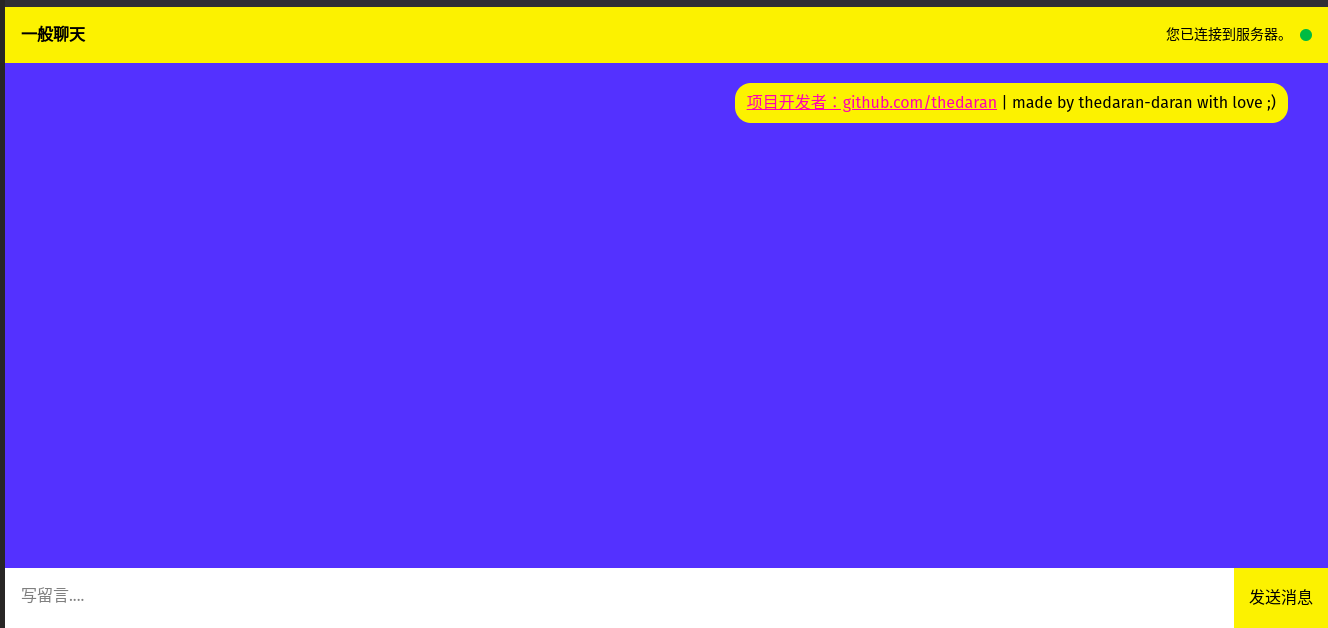 一般聊天
您已连接到服务器。
项目开发者：github.com/thedaran | made by thedaran-daran with love ;)
写留言....
发送消息